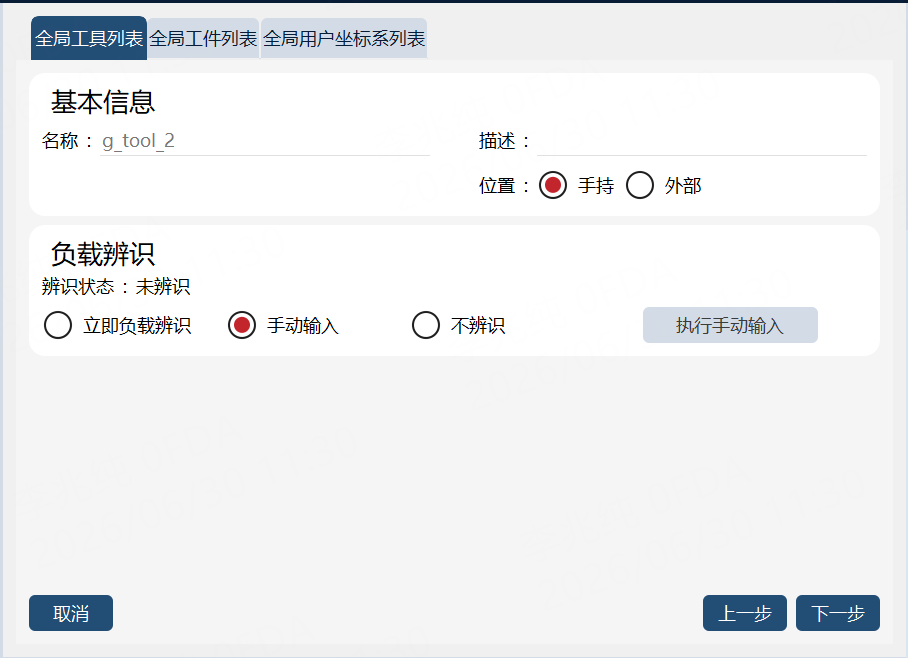 全局工具列表 全局工件列表 全局用户坐标系列表
基本信息
名称： g_tool_2 描述：
位置： 手持 外部
负载辨识
辨识状态：未辨识
立即负载辨识 手动输入 不辨识 执行手动输入
取消 上一步 下一步